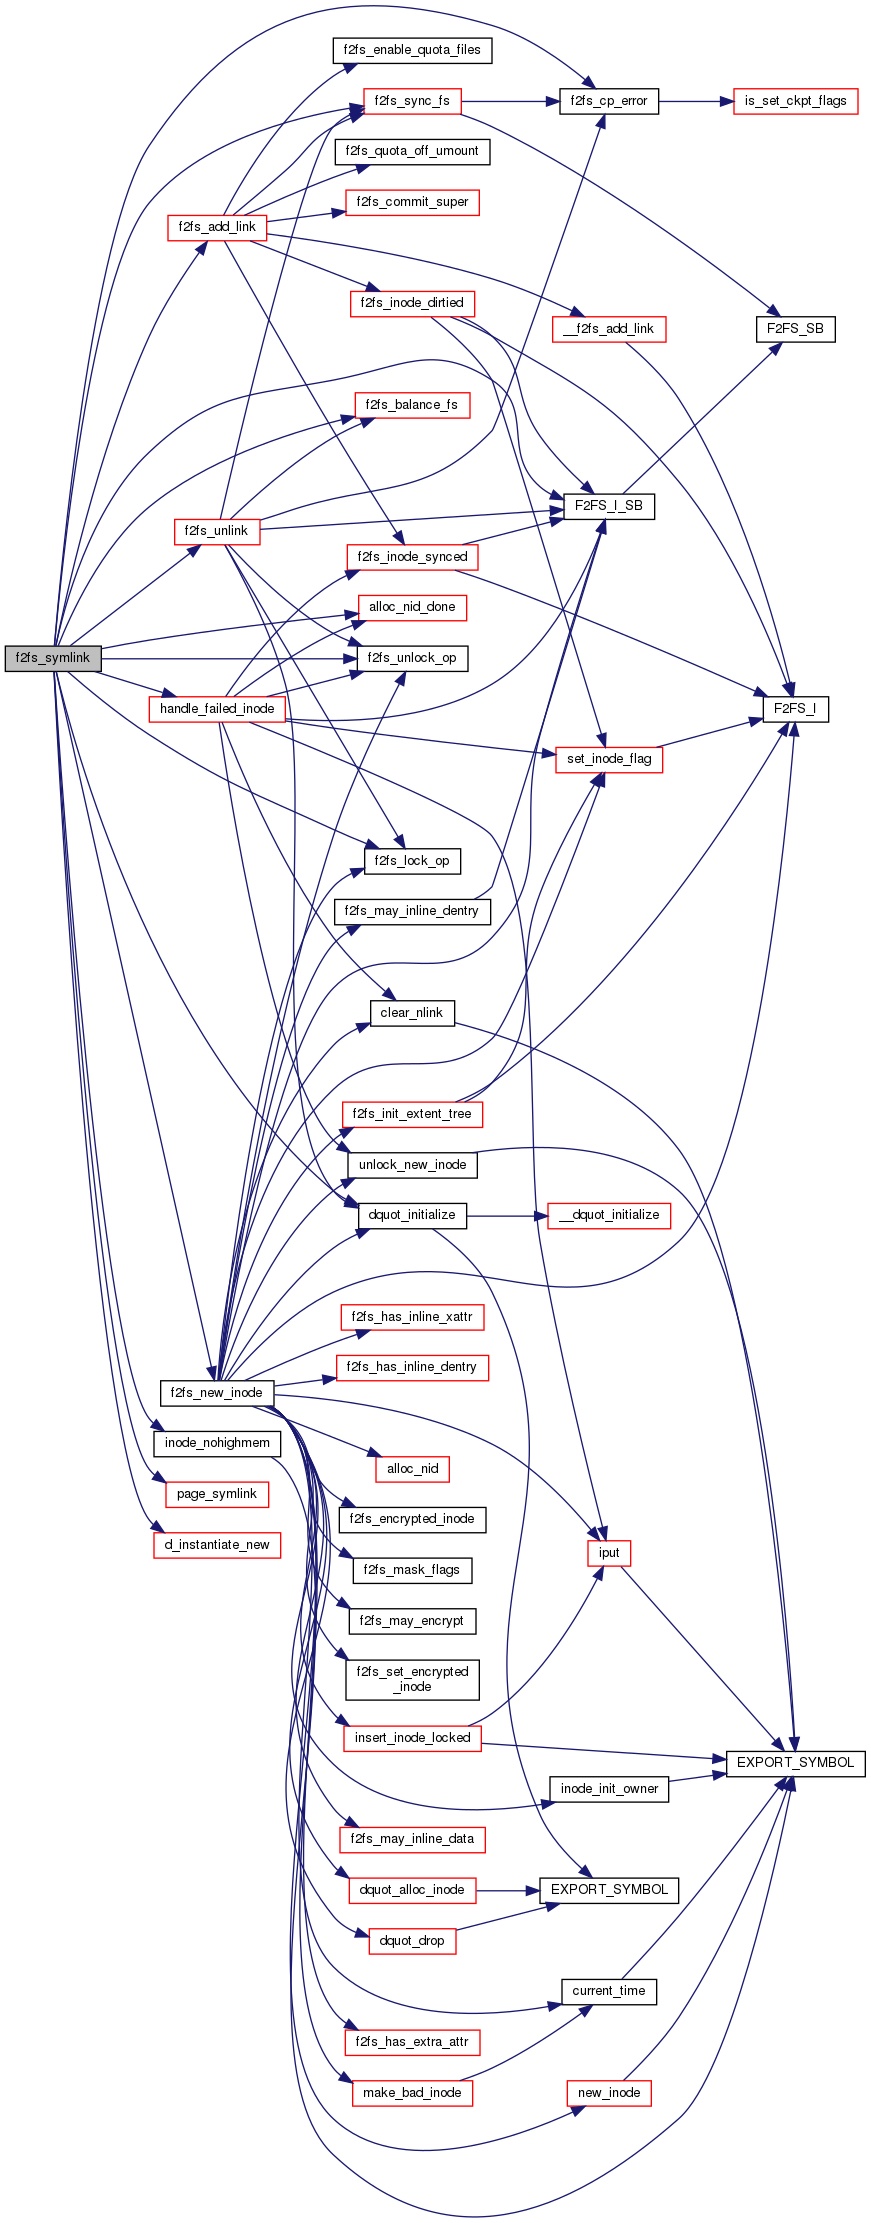 f2fs_enable_quota_files
f2fs_sync_fs
f2fs_cp_error
is_set_ckpt_flags
f2fs_quota_off_umount
f2fs_commit_super
f2fs_add_link
f2fs_inode_dirtied
__f2fs_add_link
F2FS_SB
f2fs_balance_fs
F2FS_I_SB
f2fs_unlink
f2fs_inode_synced
alloc_nid_done
f2fs_symlink
f2fs_unlock_op
handle_failed_inode
F2FS_I
set_inode_flag
f2fs_lock_op
f2fs_may_inline_dentry
clear_nlink
f2fs_init_extent_tree
unlock_new_inode
dquot_initialize
__dquot_initialize
f2fs_has_inline_xattr
f2fs_has_inline_dentry
f2fs_new_inode
inode_nohighmem
alloc_nid
page_symlink
f2fs_encrypted_inode
d_instantiate_new
iput
f2fs_mask_flags
f2fs_may_encrypt
f2fs_set_encrypted
_inode
insert_inode_locked
EXPORT_SYMBOL
inode_init_owner
f2fs_may_inline_data
dquot_alloc_inode
EXPORT_SYMBOL
dquot_drop
current_time
f2fs_has_extra_attr
make_bad_inode
new_inode